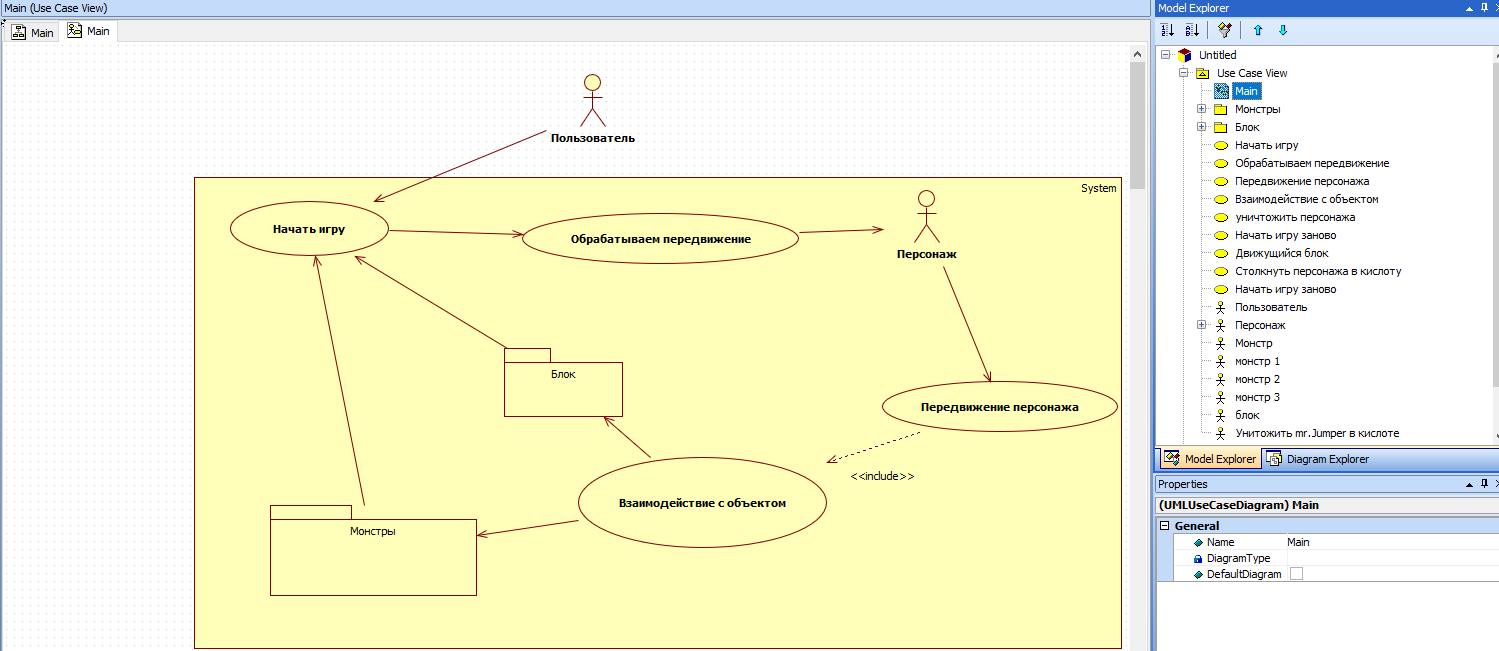 Main (Use Case View)
Main
Main
Пользователь
System
Начать игру
Обрабатываем передвижение
Персонаж
Блок
Передвижение персонажа
<<include>>
Взаимодействие с объектом
Монстры
Model Explorer
Untitled
Use Case View
Main
Монстры
Блок
Начать игру
Обрабатываем передвижение
Передвижение персонажа
Взаимодействие с объектом
уничтожить персонажа
Начать игру заново
Движущийся блок
Столкнуть персонажа в кислоту
Начать игру заново
Пользователь
Персонаж
Монстр
монстр 1
монстр 2
монстр 3
блок
Унитожить mr.Jumper в кислоте
Model Explorer
Diagram Explorer
Properties
(UMLUseCaseDiagram) Main
General
Name Main
DiagramType
DefaultDiagram